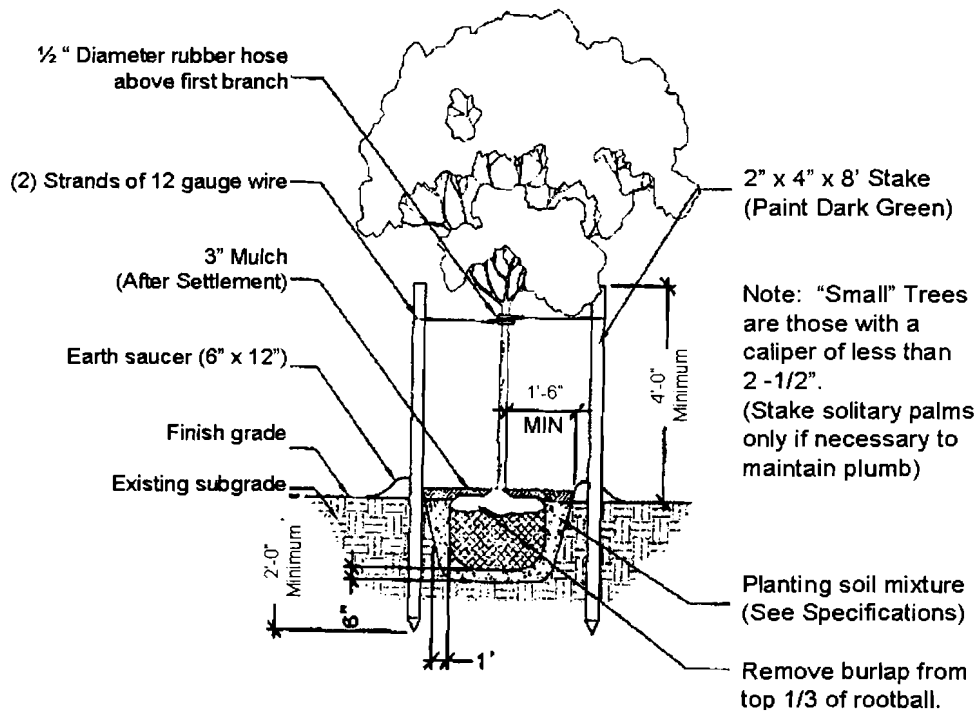 ½ " Diameter rubber hose
above first branch
(2) Strands of 12 gauge wire
3" Mulch
(After Settlement)
Earth saucer (6" x 12")
Finish grade
Existing subgrade
2'-0"
Minimum
6"
1'
1'-6"
MIN
4'-0"
Minimum
2" x 4" x 8' Stake
(Paint Dark Green)
Note: "Small" Trees
are those with a
caliper of less than
2 -1/2".
(Stake solitary palms
only if necessary to
maintain plumb)
Planting soil mixture
(See Specifications)
Remove burlap from
top 1/3 of rootball.